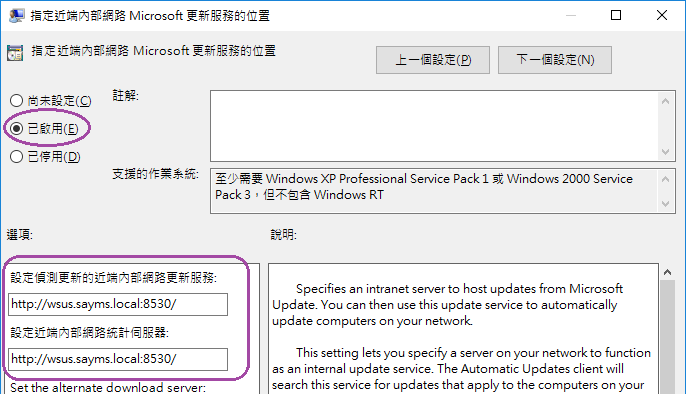 指定近端內部網路 Microsoft 更新服務的位置
指定近端內部網路 Microsoft 更新服務的位置
上一個設定(P)
下一個設定(N)
尚未設定(C)
已啟用(E)
已停用(D)
註解:
支援的作業系統:
至少需要 Windows XP Professional Service Pack 1 或 Windows 2000 Service
Pack 3，但不包含 Windows RT
選項:
說明:
設定偵測更新的近端內部網路更新服務:
http://wsus.sayms.local:8530/
設定近端內部網路統計伺服器:
http://wsus.sayms.local:8530/
Set the alternate download server:
Specifies an intranet server to host updates from Microsoft
Update. You can then use this update service to automatically
update computers on your network.
This setting lets you specify a server on your network to function
as an internal update service. The Automatic Updates client will
search this service for updates that apply to the computers on your